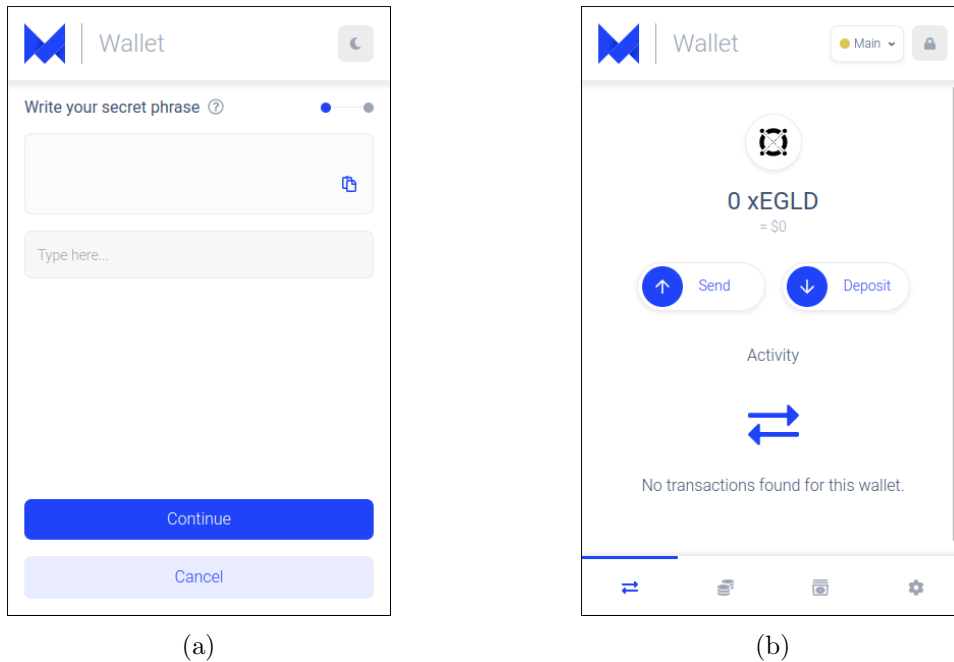 Wallet
Write your secret phrase ?
Type here...
Continue
Cancel
(a)
Wallet
Main
0 xEGLD
= $0
Send
Deposit
Activity
No transactions found for this wallet.
(b)